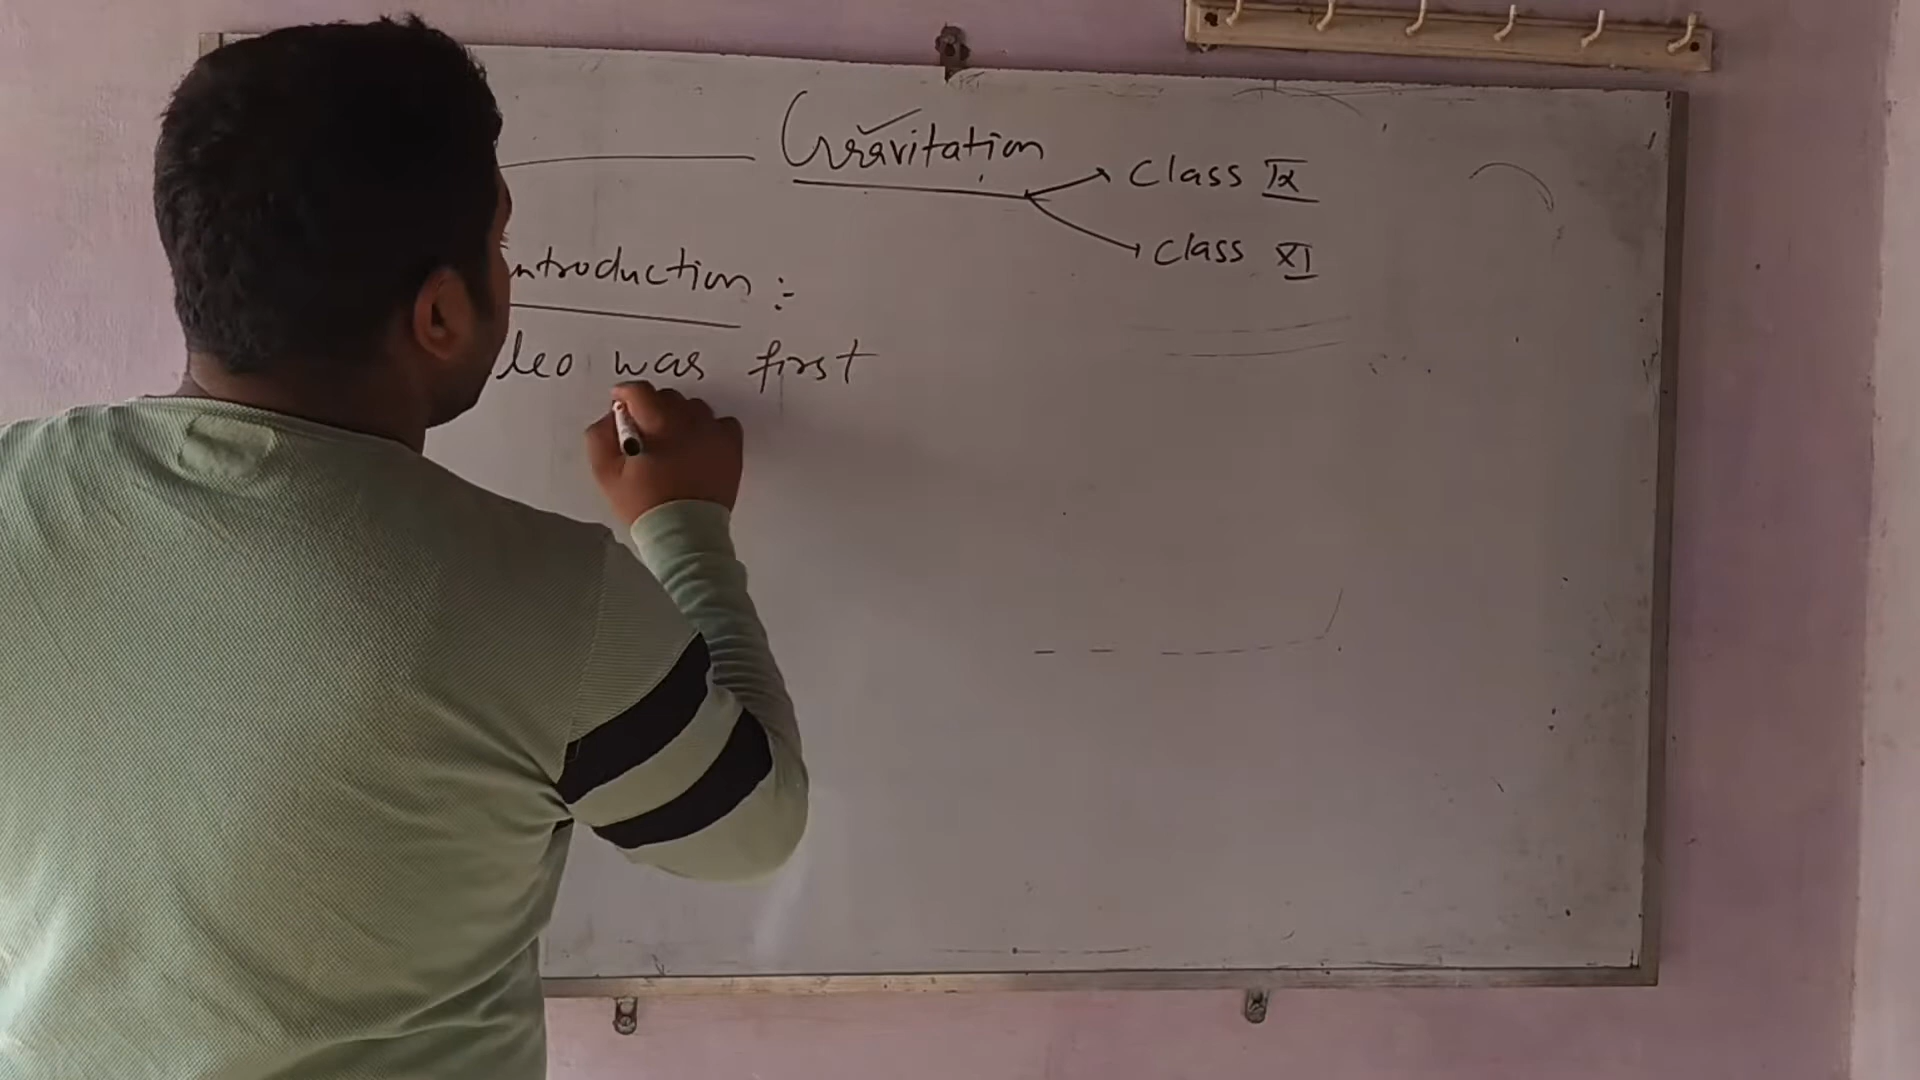 Gravitation
Class IX
Class XI
ntroduction :-
leo was first